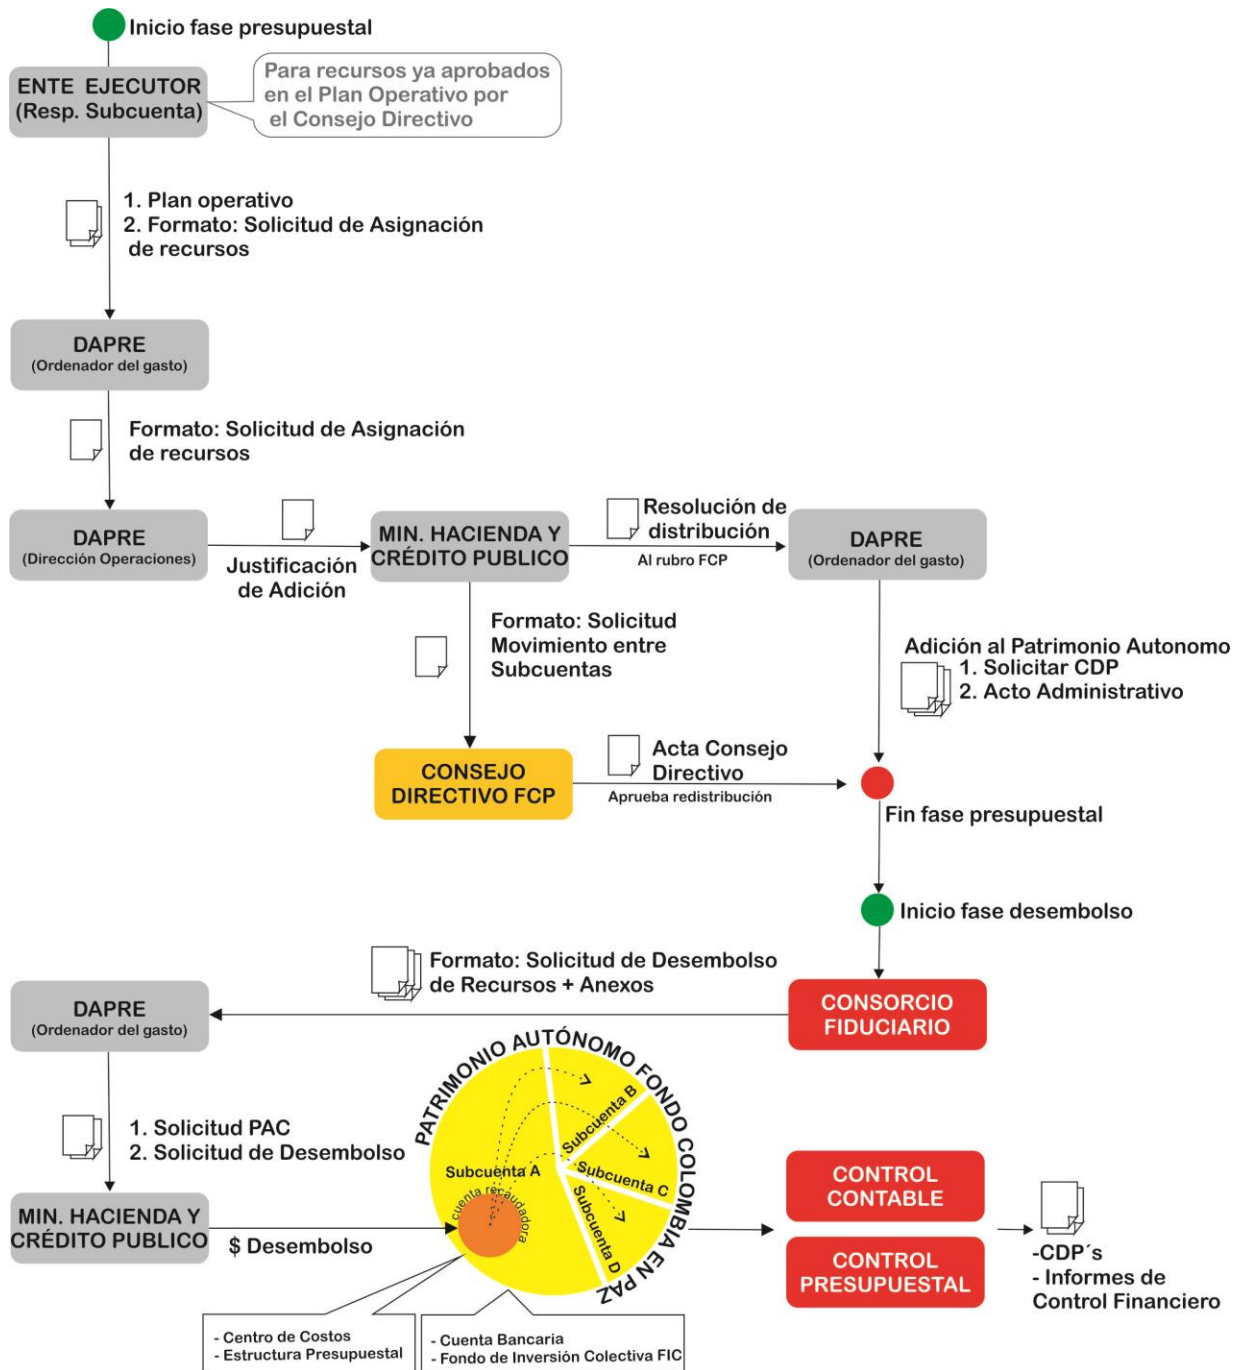 Inicio fase presupuestal
ENTE EJECUTOR
(Resp. Subcuenta)
Para recursos ya aprobados
en el Plan Operativo por
el Consejo Directivo
1. Plan operativo
2. Formato: Solicitud de Asignación
de recursos
DAPRE
(Ordenador del gasto)
Formato: Solicitud de Asignación
de recursos
DAPRE
(Dirección Operaciones)
Justificación
de Adición
MIN. HACIENDA Y
CRÉDITO PUBLICO
Resolución de
distribución
Al rubro FCP
DAPRE
(Ordenador del gasto)
Formato: Solicitud
Movimiento entre
Subcuentas
Adición al Patrimonio Autonomo
1. Solicitar CDP
2. Acto Administrativo
CONSEJO
DIRECTIVO FCP
Acta Consejo
Directivo
Aprueba redistribución
Fin fase presupuestal
Inicio fase desembolso
CONSORCIO
FIDUCIARIO
Formato: Solicitud de Desembolso
de Recursos + Anexos
DAPRE
(Ordenador del gasto)
1. Solicitud PAC
2. Solicitud de Desembolso
MIN. HACIENDA Y
CRÉDITO PUBLICO
$ Desembolso
PATRIMONIO AUTÓNOMO FONDO COLOMBIA EN PAZ
Subcuenta A
Subcuenta B
Subcuenta C
Subcuenta D
cuenta recaudadora
- Centro de Costos
- Estructura Presupuestal
- Cuenta Bancaria
- Fondo de Inversión Colectiva FIC
CONTROL
CONTABLE
CONTROL
PRESUPUESTAL
-CDP´s
- Informes de
Control Financiero